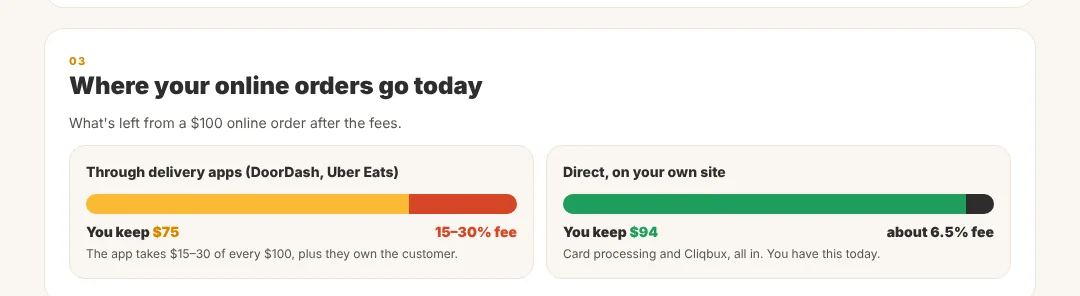 03
Where your online orders go today
What's left from a $100 online order after the fees.
Through delivery apps (DoorDash, Uber Eats)
You keep $75
15–30% fee
The app takes $15–30 of every $100, plus they own the customer.
Direct, on your own site
You keep $94
about 6.5% fee
Card processing and Cliqbux, all in. You have this today.